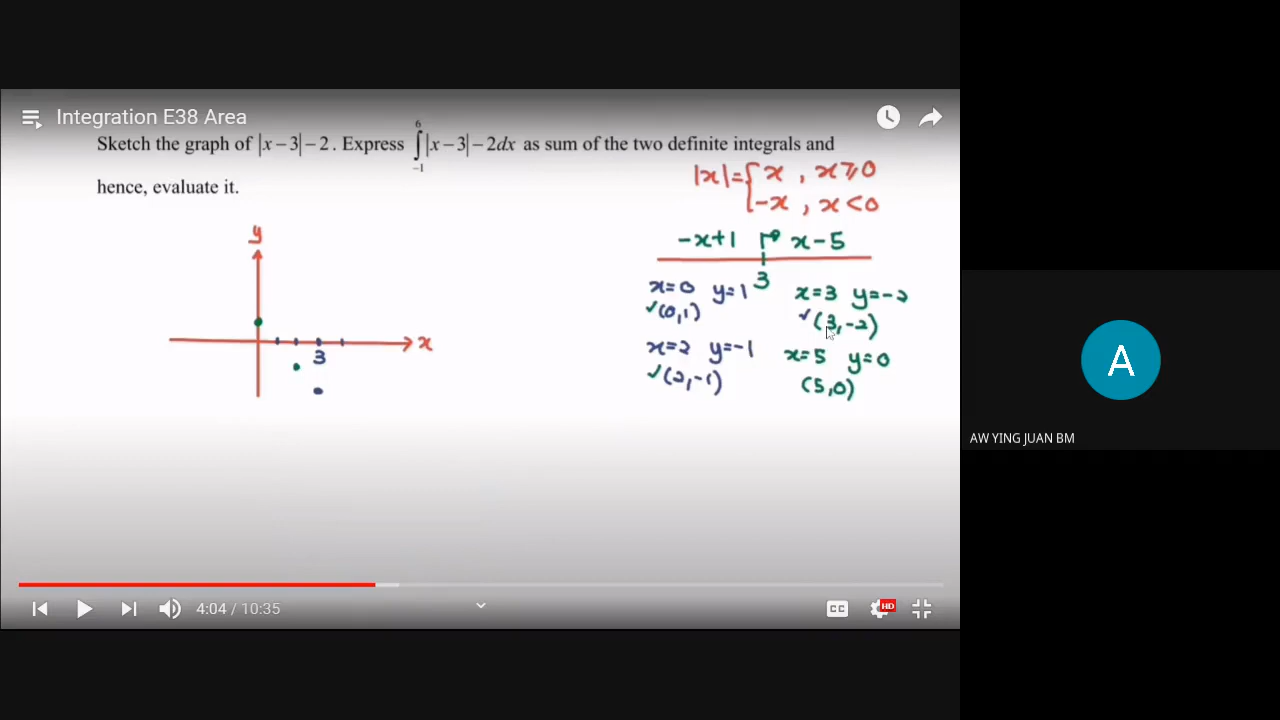 Integration E38 Area
Sketch the graph of |x−3|−2. Express ∫₋₁⁶ |x−3|−2dx as sum of the two definite integrals and
hence, evaluate it.
|x| = { x , x ⩾ 0
−x , x < 0
y
−x+1 x−5
3
x=0 y=1
(0,1)
x=2 y=−1
✓(2,−1)
x=3 y=−2
✓(3,−2)
x=5 y=0
(5,0)
x
3
4:04 / 10:35
CC
HD
A
AW YING JUAN BM